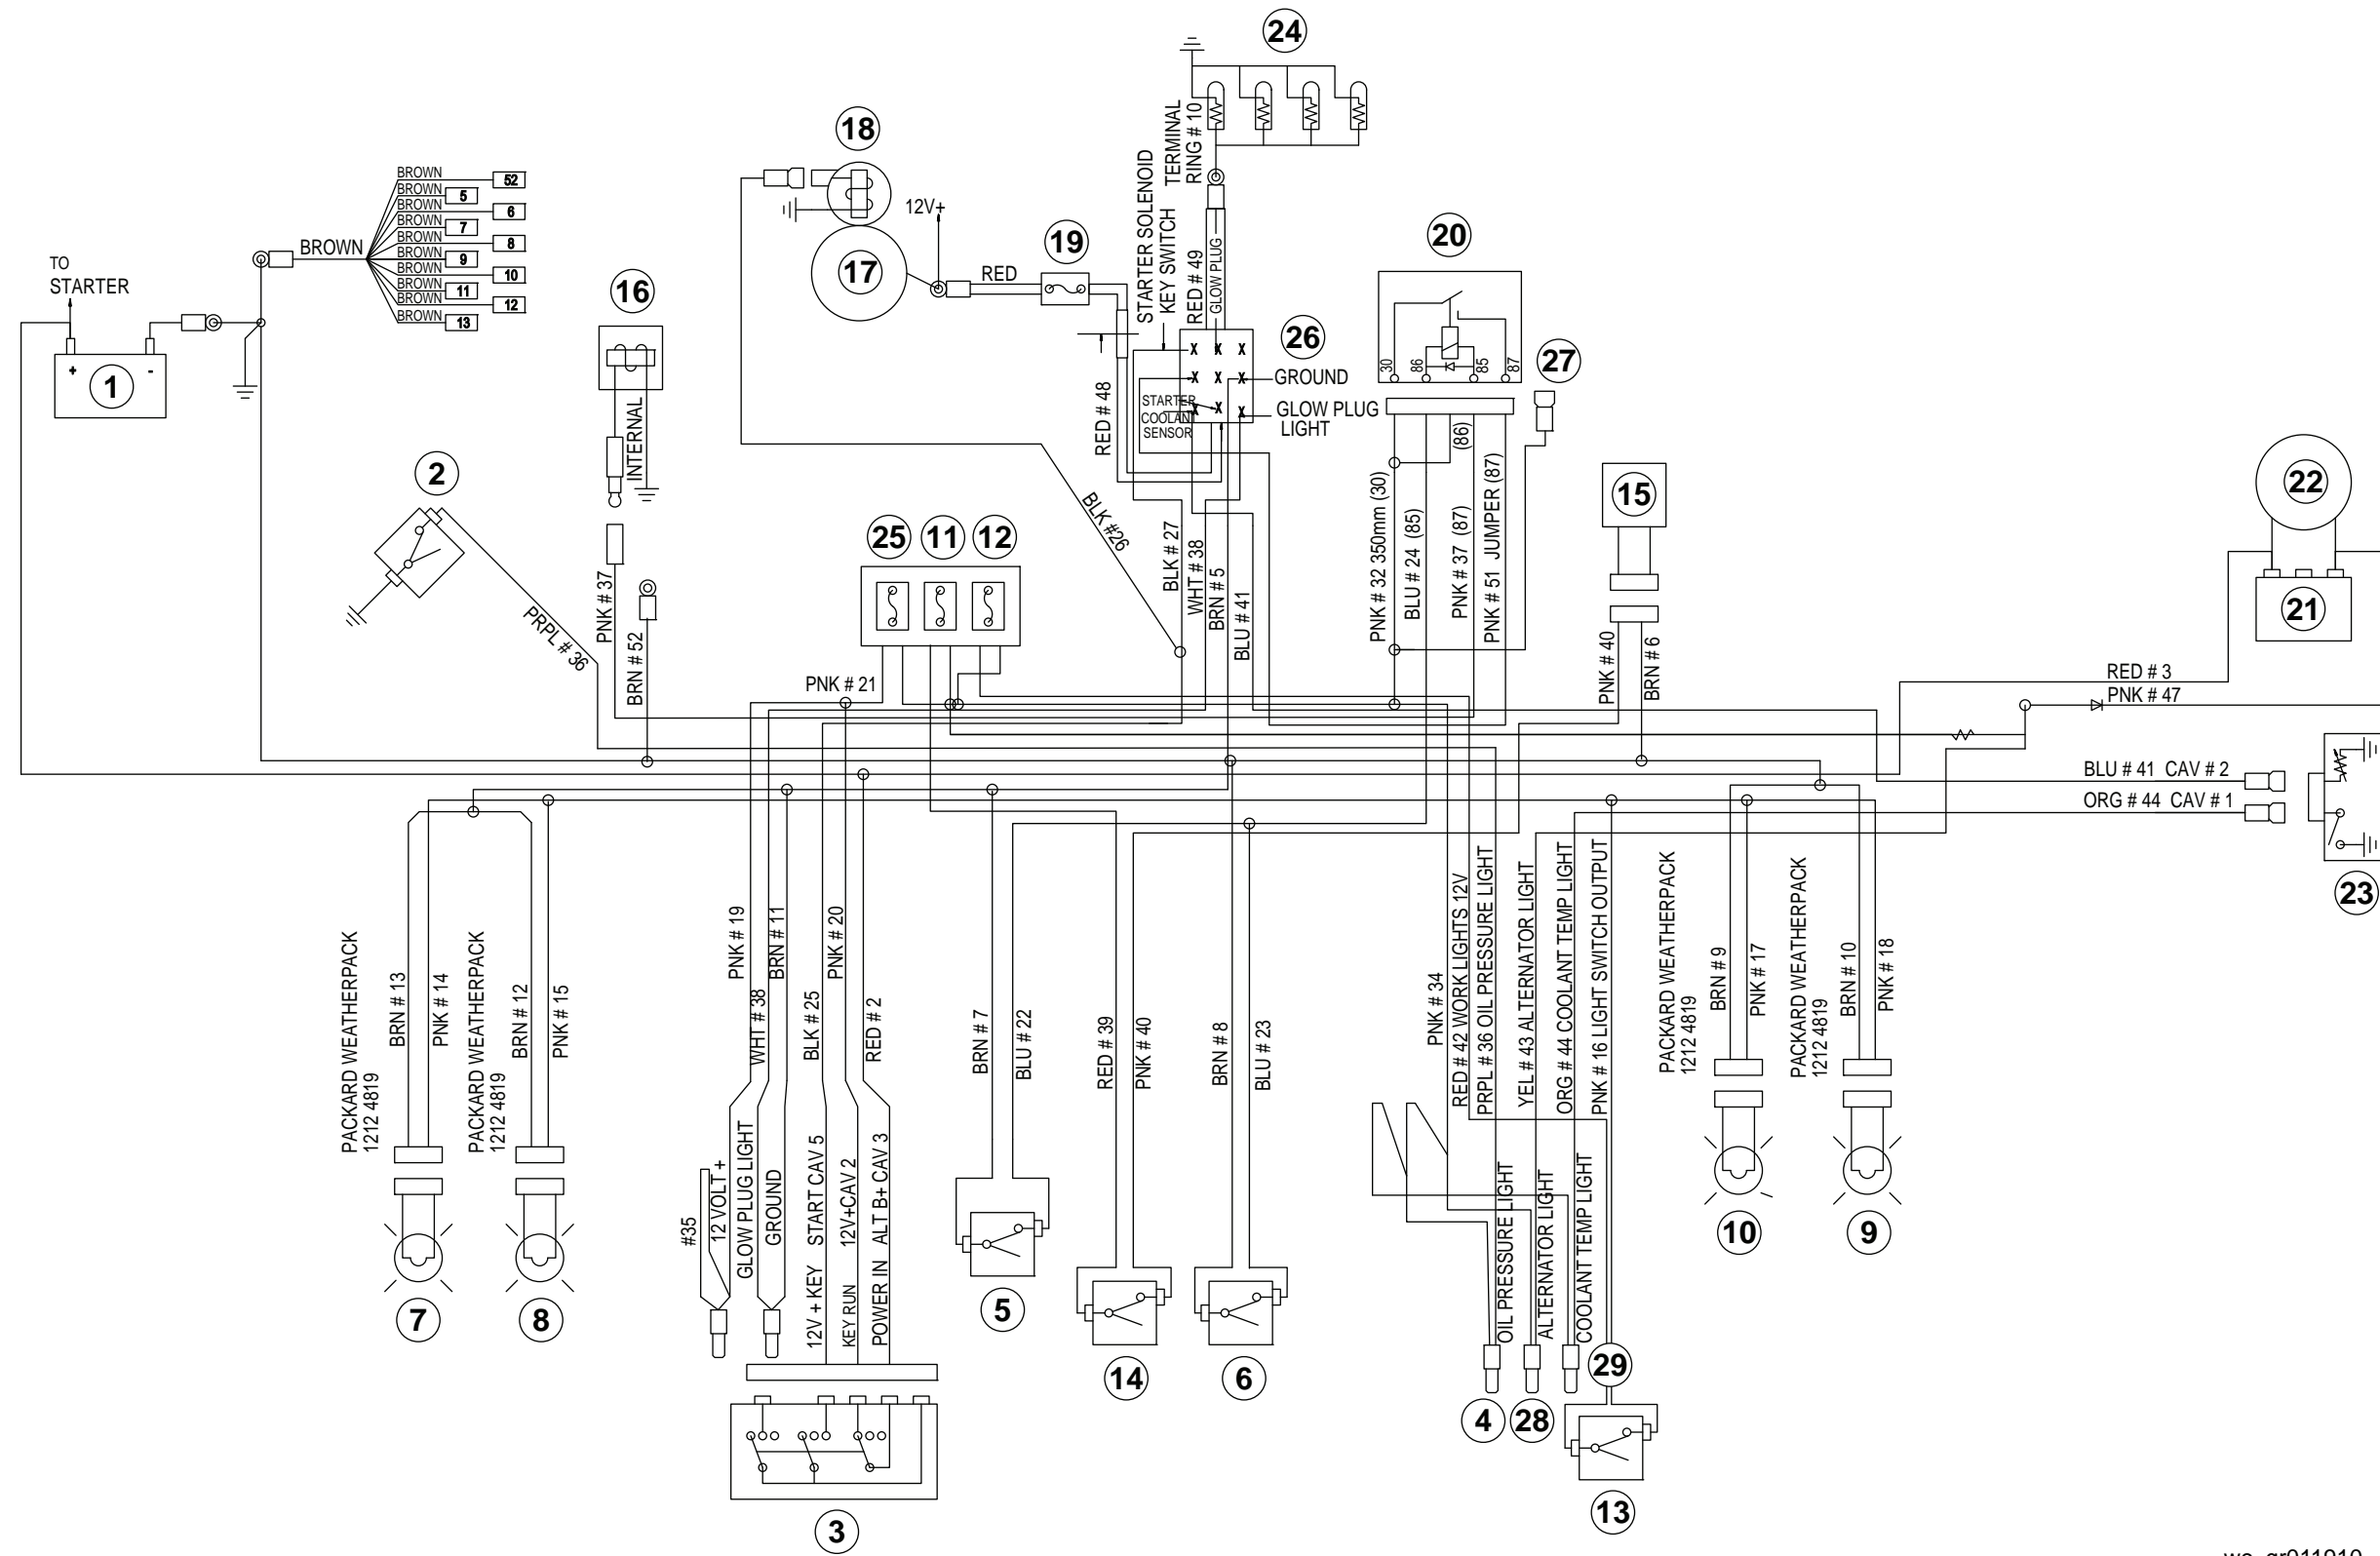 24
18
TERMINAL
RING # 10
STARTER SOLENOID
KEY SWITCH
RED # 49
GLOW PLUG
BROWN 52
BROWN 5
BROWN 6
BROWN 7
BROWN 8
BROWN 9
BROWN 10
BROWN 11
BROWN 12
BROWN 13
BROWN
TO
STARTER
12V+
19
20
17
RED
16
26
30
86
85
87
27
+
-
1
GROUND
GLOW PLUG
LIGHT
STARTER
COOLANT
SENSOR
RED # 48
INTERNAL
2
(86)
15
22
21
25
11
12
BLK #26
BLK # 27
WHT # 38
BRN # 5
BLU # 41
PNK # 32 350mm (30)
BLU # 24 (85)
PNK # 37 (87)
PNK # 51 JUMPER (87)
PNK # 37
BRN # 52
PRPL # 36
PNK # 40
BRN # 6
PNK # 21
RED # 3
PNK # 47
BLU # 41 CAV # 2
ORG # 44 CAV # 1
23
PACKARD WEATHERPACK
1212 4819
BRN # 13
PNK # 14
PACKARD WEATHERPACK
1212 4819
BRN # 12
PNK # 15
PNK # 19
WHT # 38
BRN # 11
BLK # 25
PNK # 20
RED # 2
BRN # 7
BLU # 22
RED # 39
PNK # 40
BRN # 8
BLU # 23
PNK # 34
RED # 42 WORK LIGHTS 12V
PRPL # 36 OIL PRESSURE LIGHT
YEL # 43 ALTERNATOR LIGHT
ORG # 44 COOLANT TEMP LIGHT
PNK # 16 LIGHT SWITCH OUTPUT
PACKARD WEATHERPACK
1212 4819
BRN # 9
PNK # 17
PACKARD WEATHERPACK
1212 4819
BRN # 10
PNK # 18
#35
12 VOLT +
GLOW PLUG LIGHT
GROUND
12V + KEY START CAV 5
KEY RUN 12V+CAV 2
POWER IN ALT B+ CAV 3
OIL PRESSURE LIGHT
ALTERNATOR LIGHT
COOLANT TEMP LIGHT
7
8
5
14
6
4
28
29
10
9
3
13